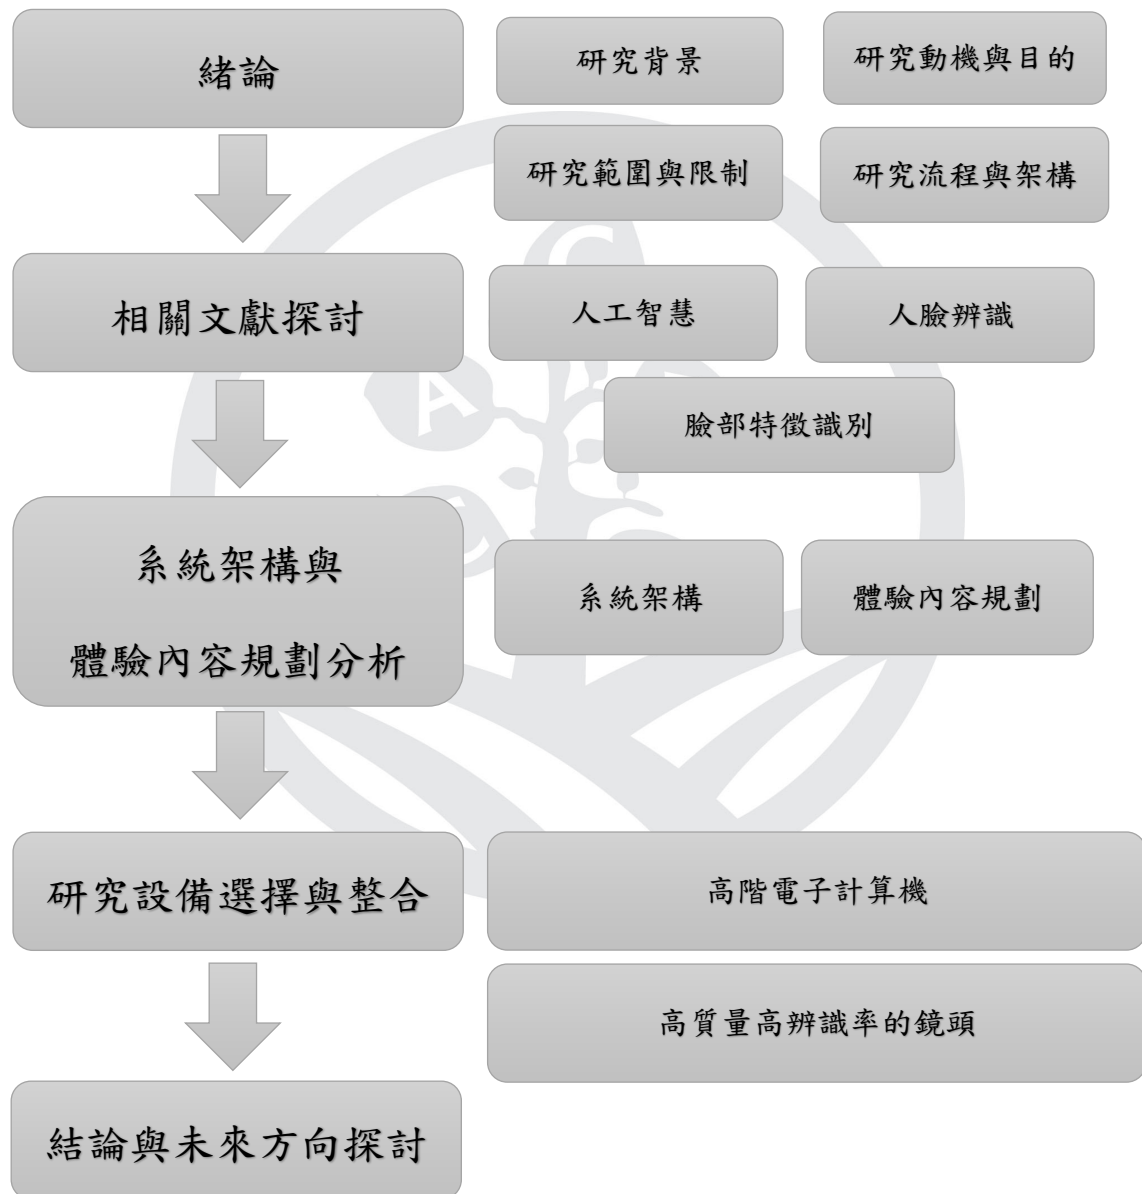 緒論
研究背景
研究動機與目的
研究範圍與限制
研究流程與架構
相關文獻探討
人工智慧
人臉辨識
臉部特徵識別
系統架構與
體驗內容規劃分析
系統架構
體驗內容規劃
研究設備選擇與整合
高階電子計算機
高質量高辨識率的鏡頭
結論與未來方向探討
C
A
E